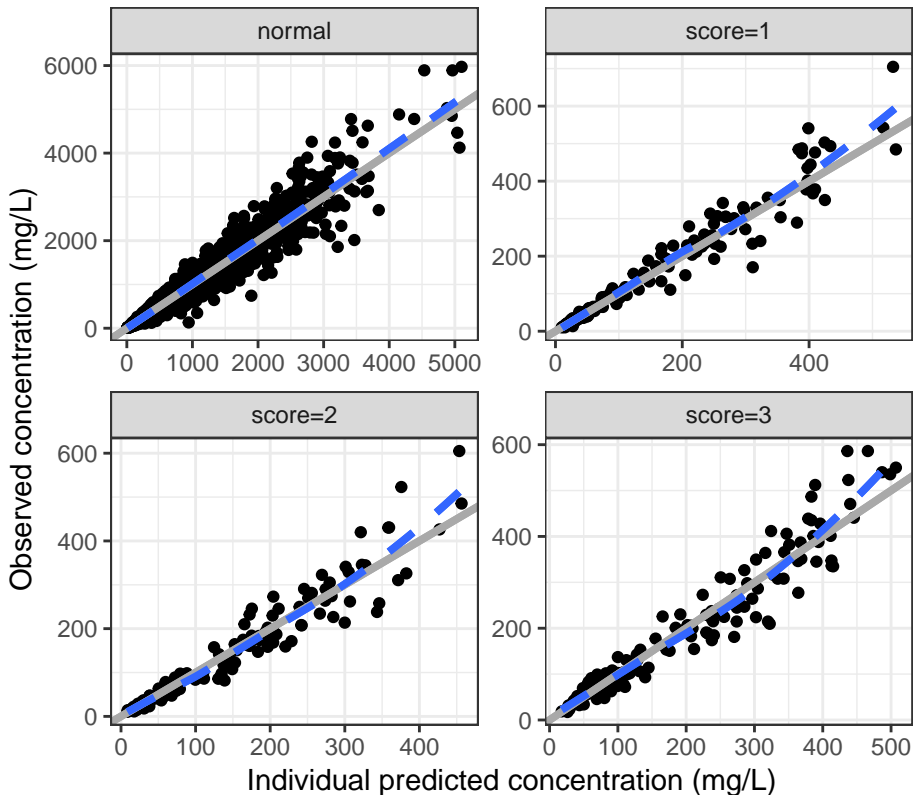 normal
score=1
6000
4000
2000
0
0 1000 2000 3000 4000 5000
600
400
200
0
0 200 400
score=2
score=3
600
400
200
0
0 100 200 300 400
600
400
200
0
0 100 200 300 400 500
Observed concentration (mg/L)
Individual predicted concentration (mg/L)